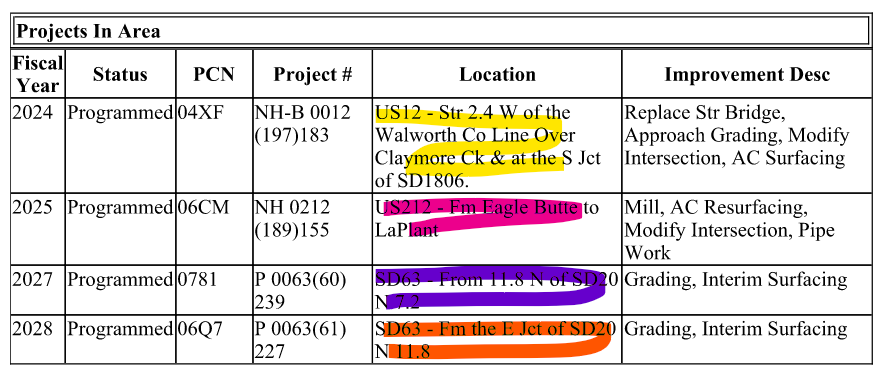 Projects In Area
Fiscal Year Status PCN Project # Location Improvement Desc
2024 Programmed 04XF NH-B 0012 US12 - Str 2.4 W of the Replace Str Bridge,
(197)183 Walworth Co Line Over Approach Grading, Modify
Claymore Ck & at the S Jct Intersection, AC Surfacing
of SD1806.
2025 Programmed 06CM NH 0212 US212 - Fm Eagle Butte to Mill, AC Resurfacing,
(189)155 LaPlant Modify Intersection, Pipe
Work
2027 Programmed 0781 P 0063(60) SD63 - From 11.8 N of SD20 Grading, Interim Surfacing
239 N 7.2
2028 Programmed 06Q7 P 0063(61) SD63 - Fm the E Jct of SD20 Grading, Interim Surfacing
227 N 11.8